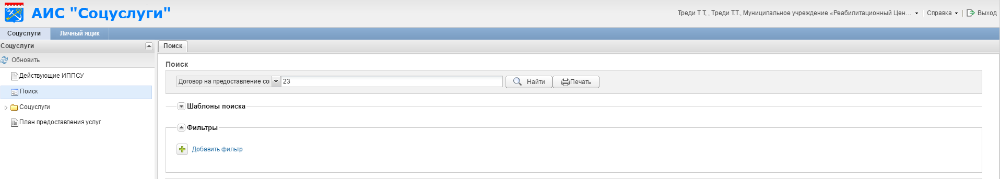 АИС "Соцуслуги"
Треди Т Т, , Треди Т.Т., Муниципальное учреждение «Реабилитационный Цен... Справка Выход
Соцуслуги Личный ящик
Соцуслуги
Поиск
Обновить
Действующие ИППСУ
Поиск
Соцуслуги
План предоставления услуг
Поиск
Договор на предоставление со 23 Найти Печать
Шаблоны поиска
Фильтры
Добавить фильтр